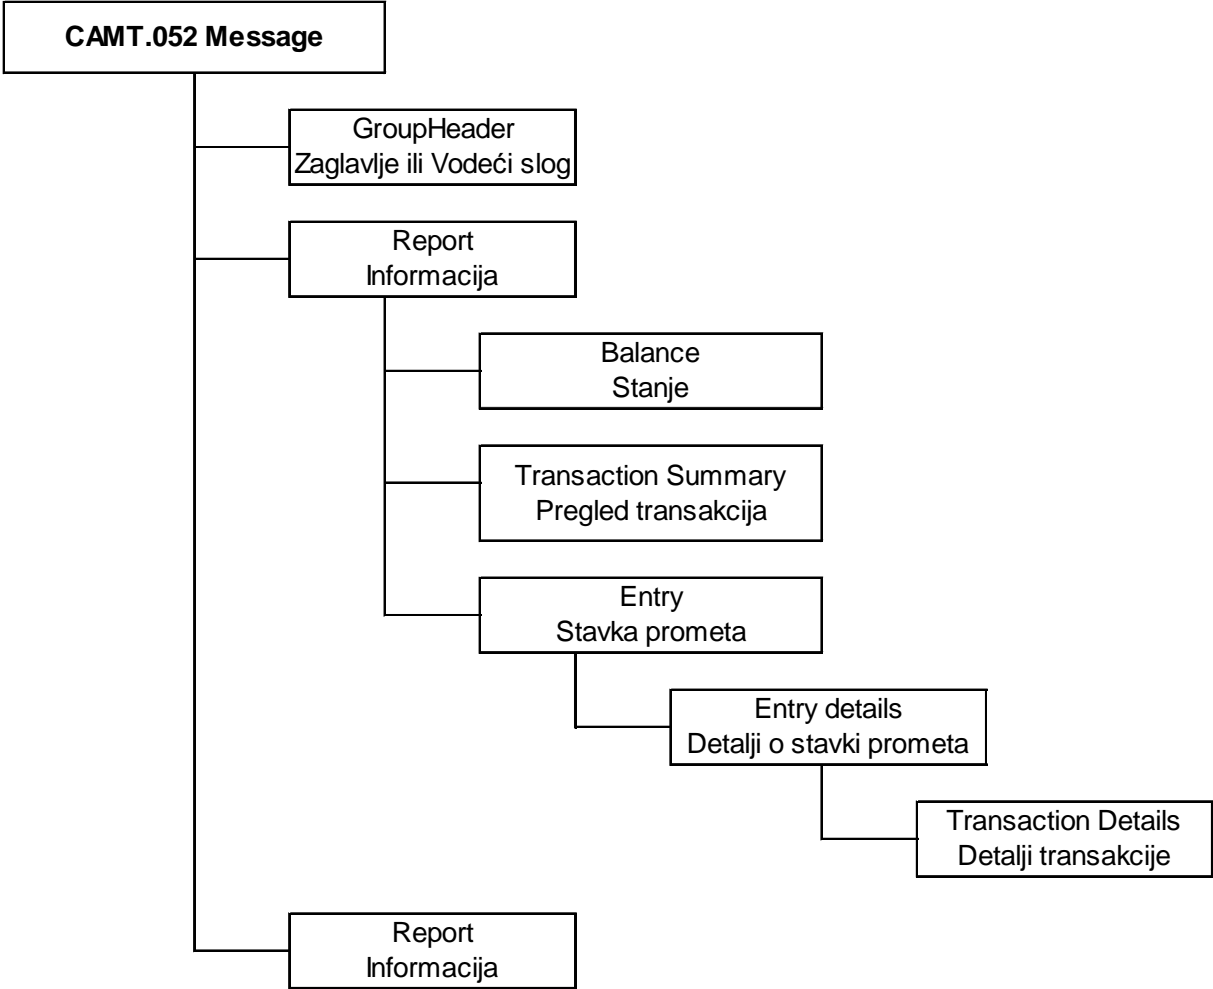 CAMT.052 Message
GroupHeader
Zaglavlje ili Vodeći slog
Report
Informacija
Balance
Stanje
Transaction Summary
Pregled transakcija
Entry
Stavka prometa
Entry details
Detalji o stavki prometa
Transaction Details
Detalji transakcije
Report
Informacija